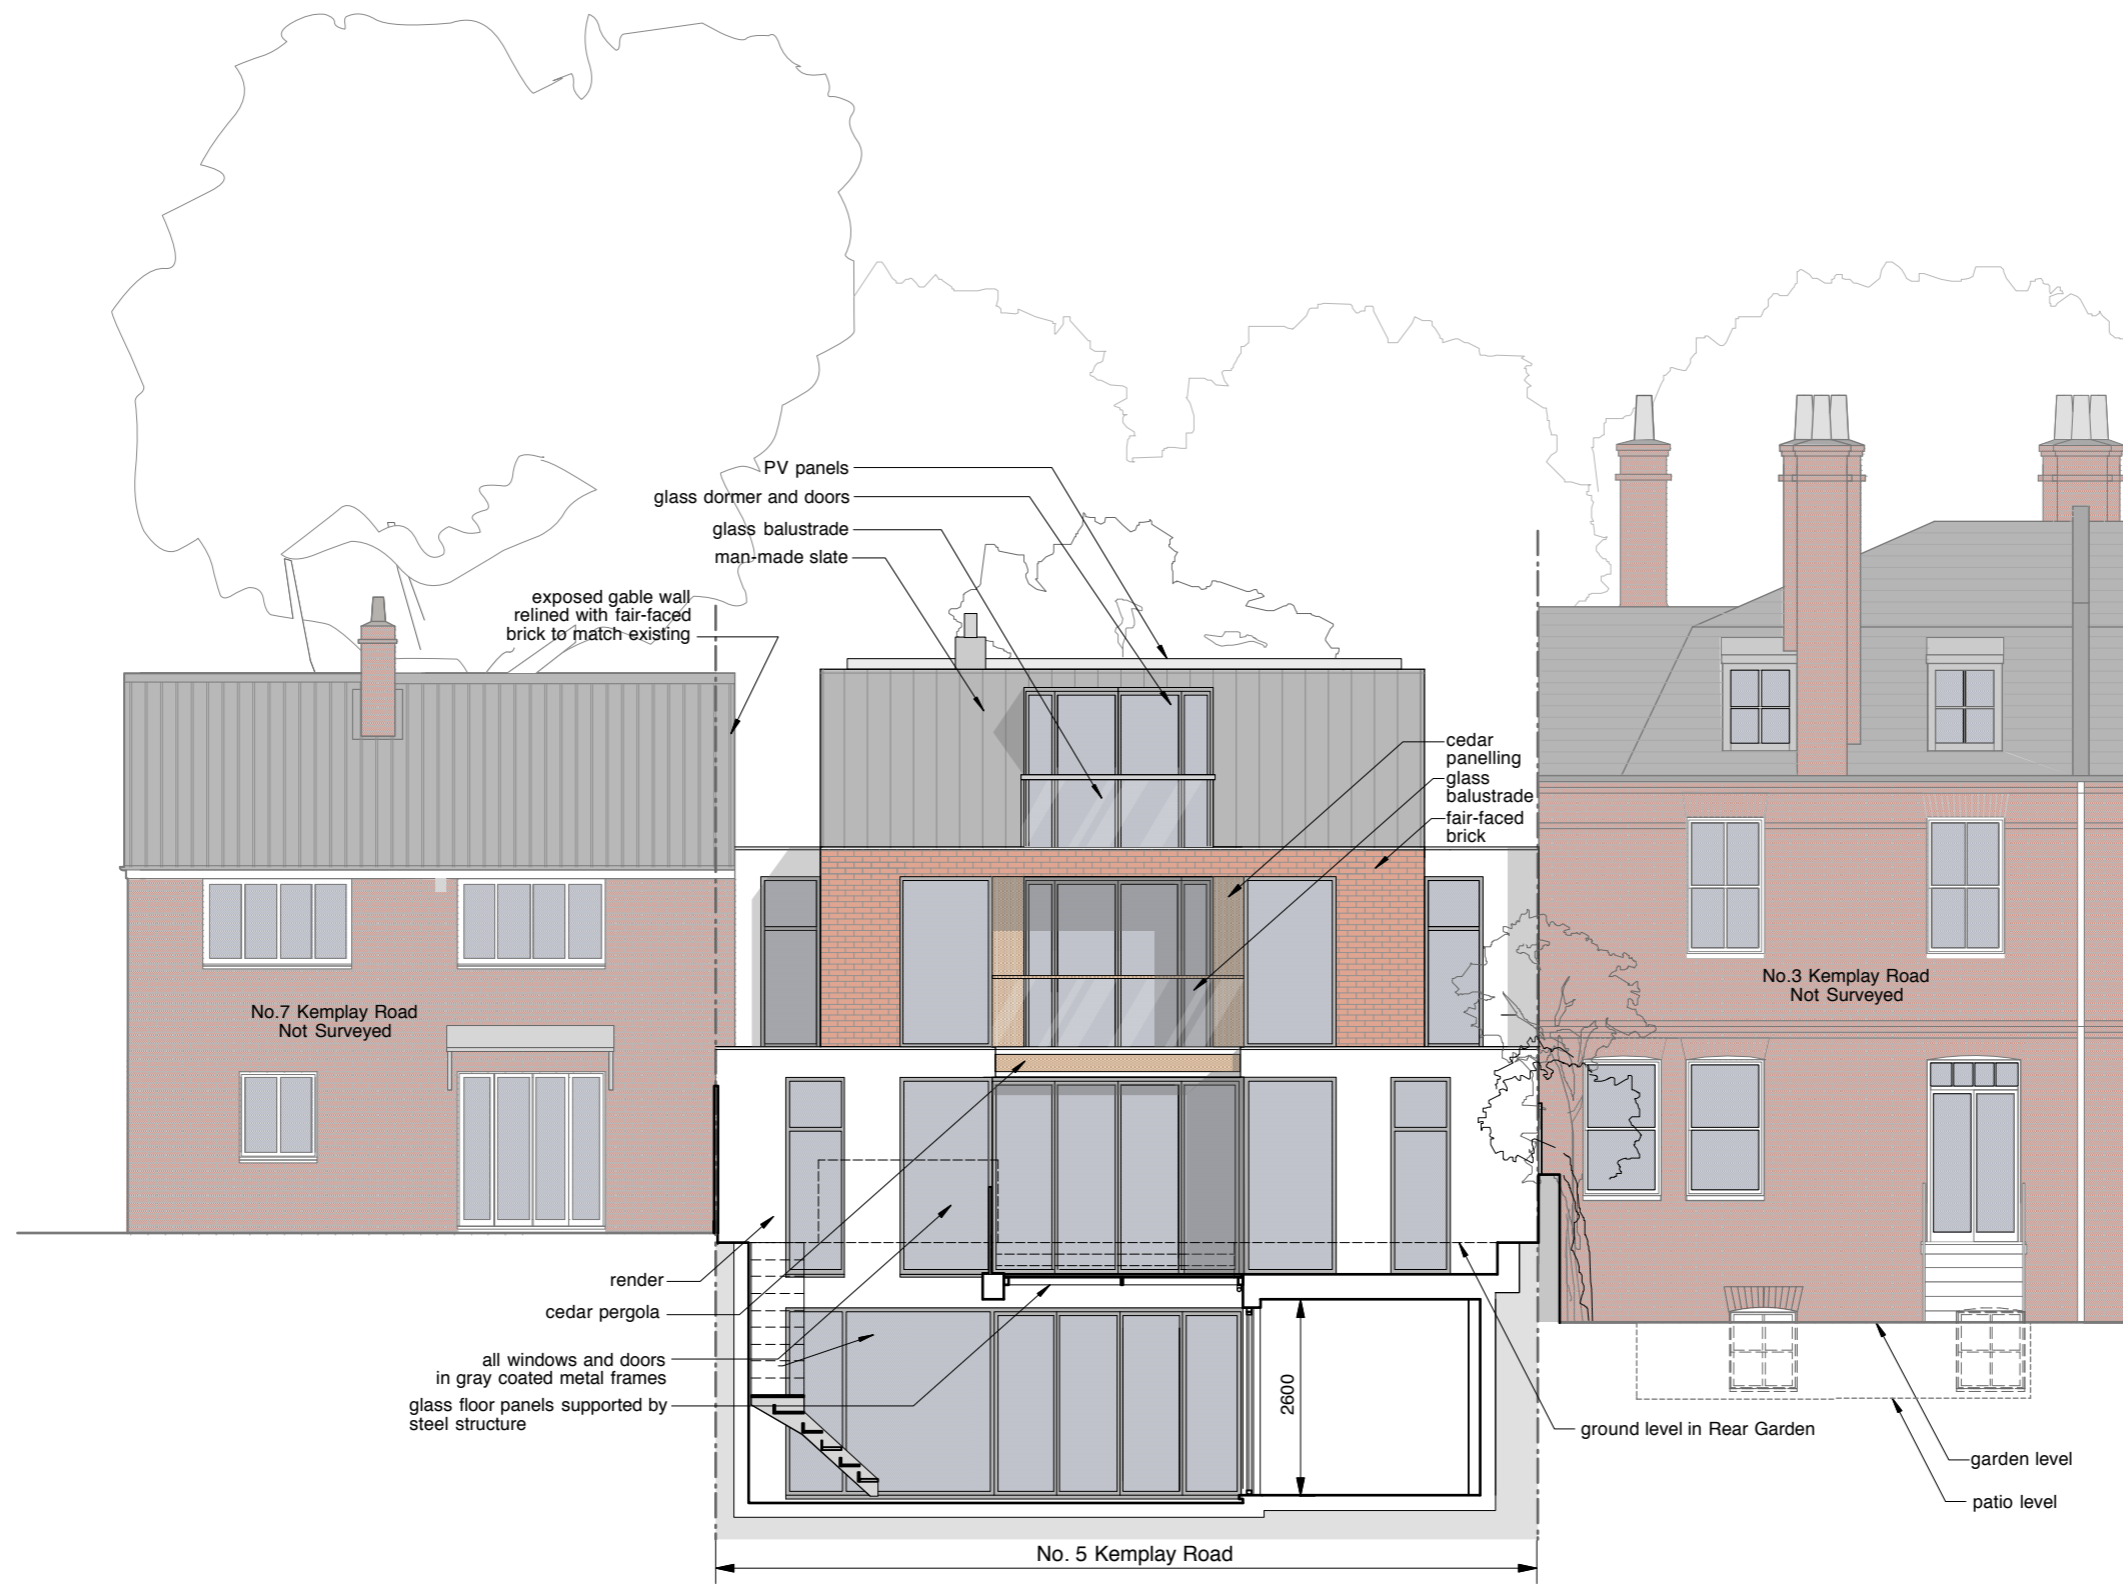 PV panels
glass dormer and doors
glass balustrade
man-made slate
exposed gable wall
relined with fair-faced
brick to match existing
cedar
panelling
glass
balustrade
fair-faced
brick
No.7 Kemplay Road
Not Surveyed
No.3 Kemplay Road
Not Surveyed
render
cedar pergola
all windows and doors
in gray coated metal frames
glass floor panels supported by
steel structure
2600
ground level in Rear Garden
garden level
patio level
No. 5 Kemplay Road